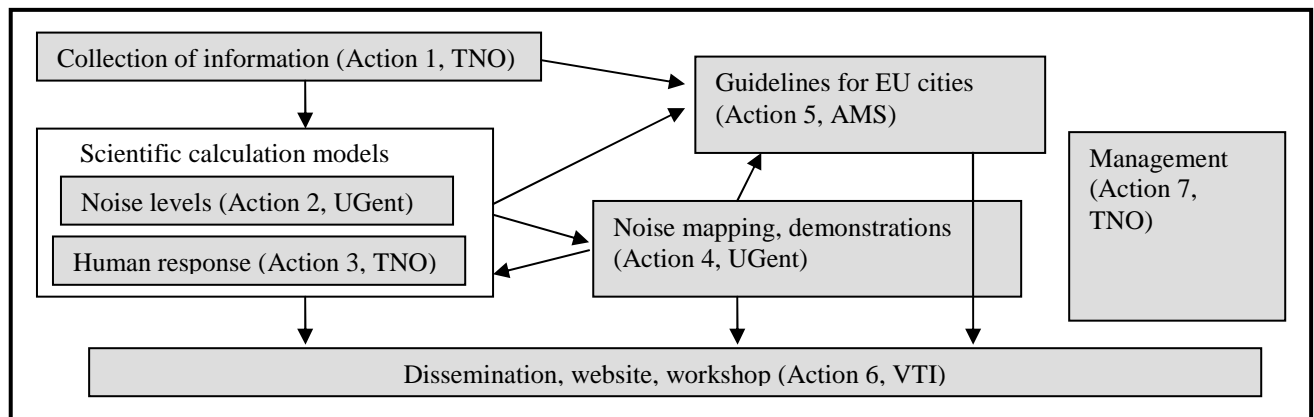 Collection of information (Action 1, TNO)
Guidelines for EU cities
(Action 5, AMS)
Scientific calculation models
Noise levels (Action 2, UGent)
Human response (Action 3, TNO)
Noise mapping, demonstrations
(Action 4, UGent)
Management
(Action 7,
TNO)
Dissemination, website, workshop (Action 6, VTI)